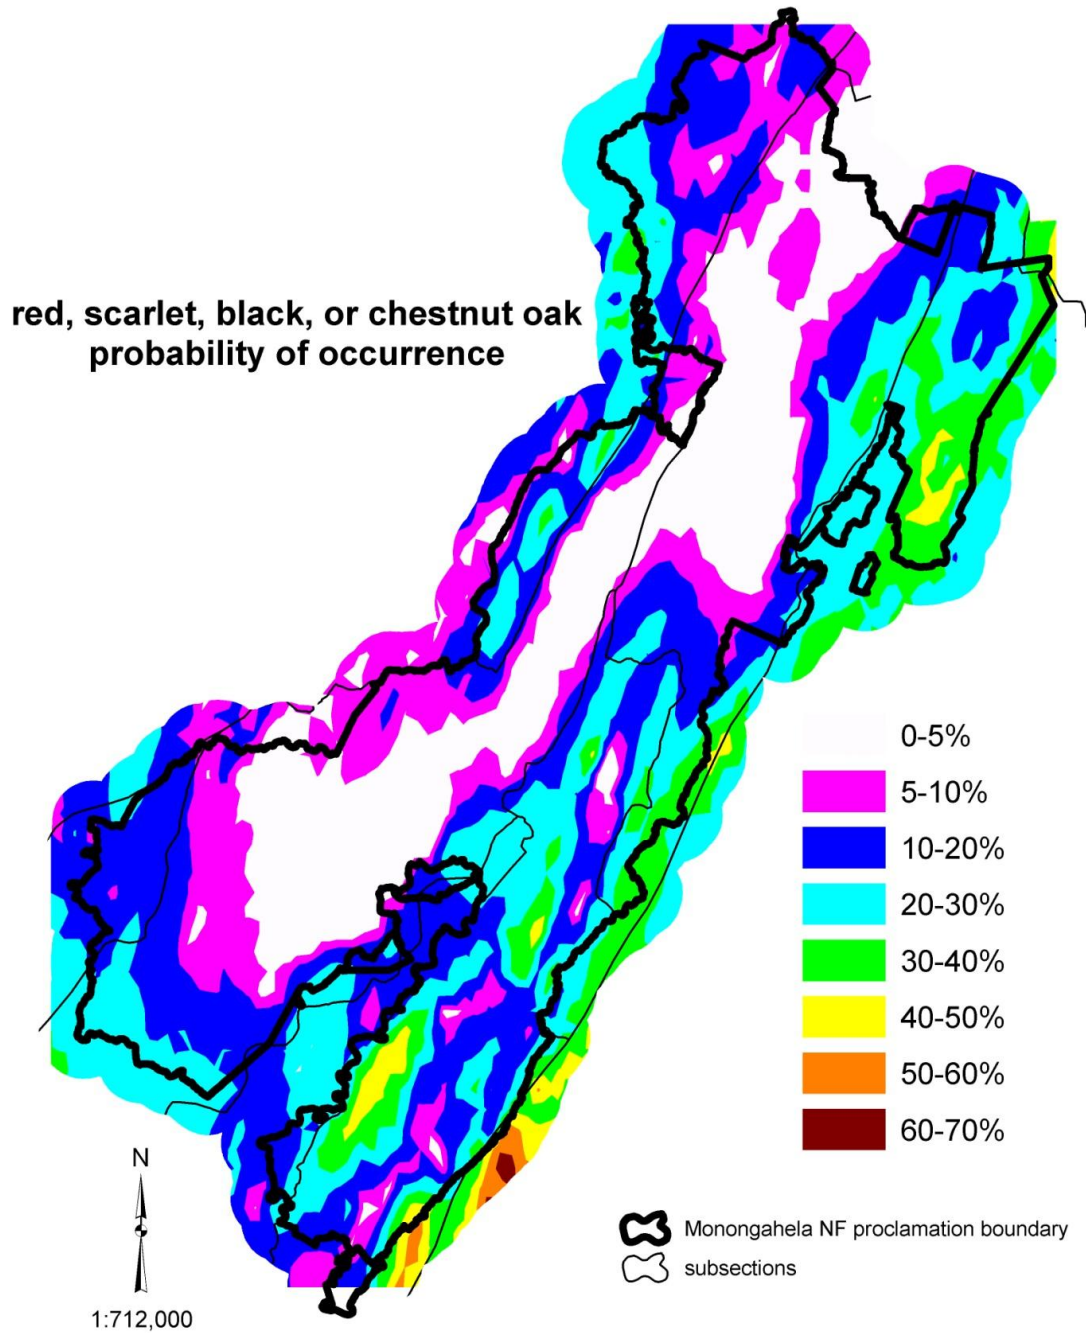 red, scarlet, black, or chestnut oak
probability of occurrence
0-5%
5-10%
10-20%
20-30%
30-40%
40-50%
50-60%
60-70%
N
1:712,000
Monongahela NF proclamation boundary
subsections